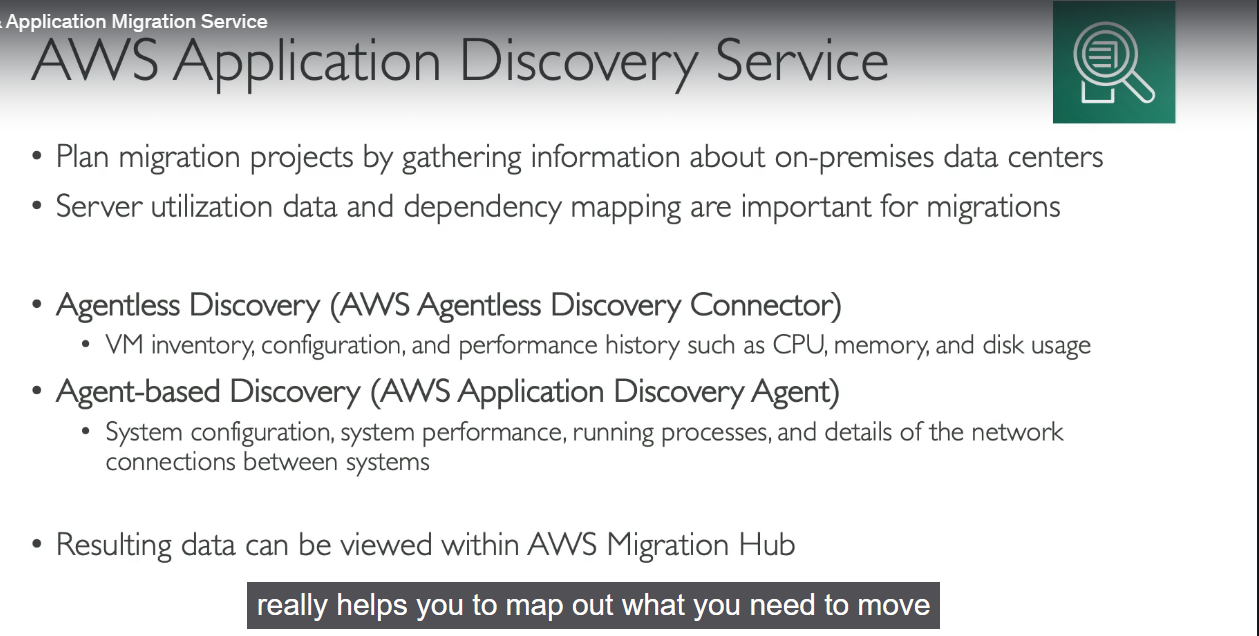 Application Migration Service
AWS Application Discovery Service
• Plan migration projects by gathering information about on-premises data centers
• Server utilization data and dependency mapping are important for migrations
• Agentless Discovery (AWS Agentless Discovery Connector)
• VM inventory, configuration, and performance history such as CPU, memory, and disk usage
• Agent-based Discovery (AWS Application Discovery Agent)
• System configuration, system performance, running processes, and details of the network
connections between systems
• Resulting data can be viewed within AWS Migration Hub
really helps you to map out what you need to move